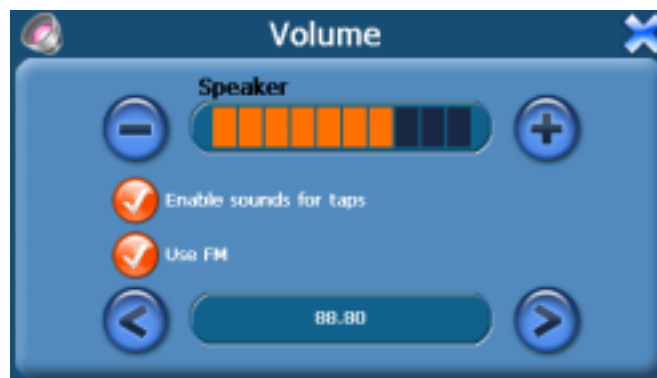 Volume
Speaker
Enable sounds for taps
Use FM
88.80